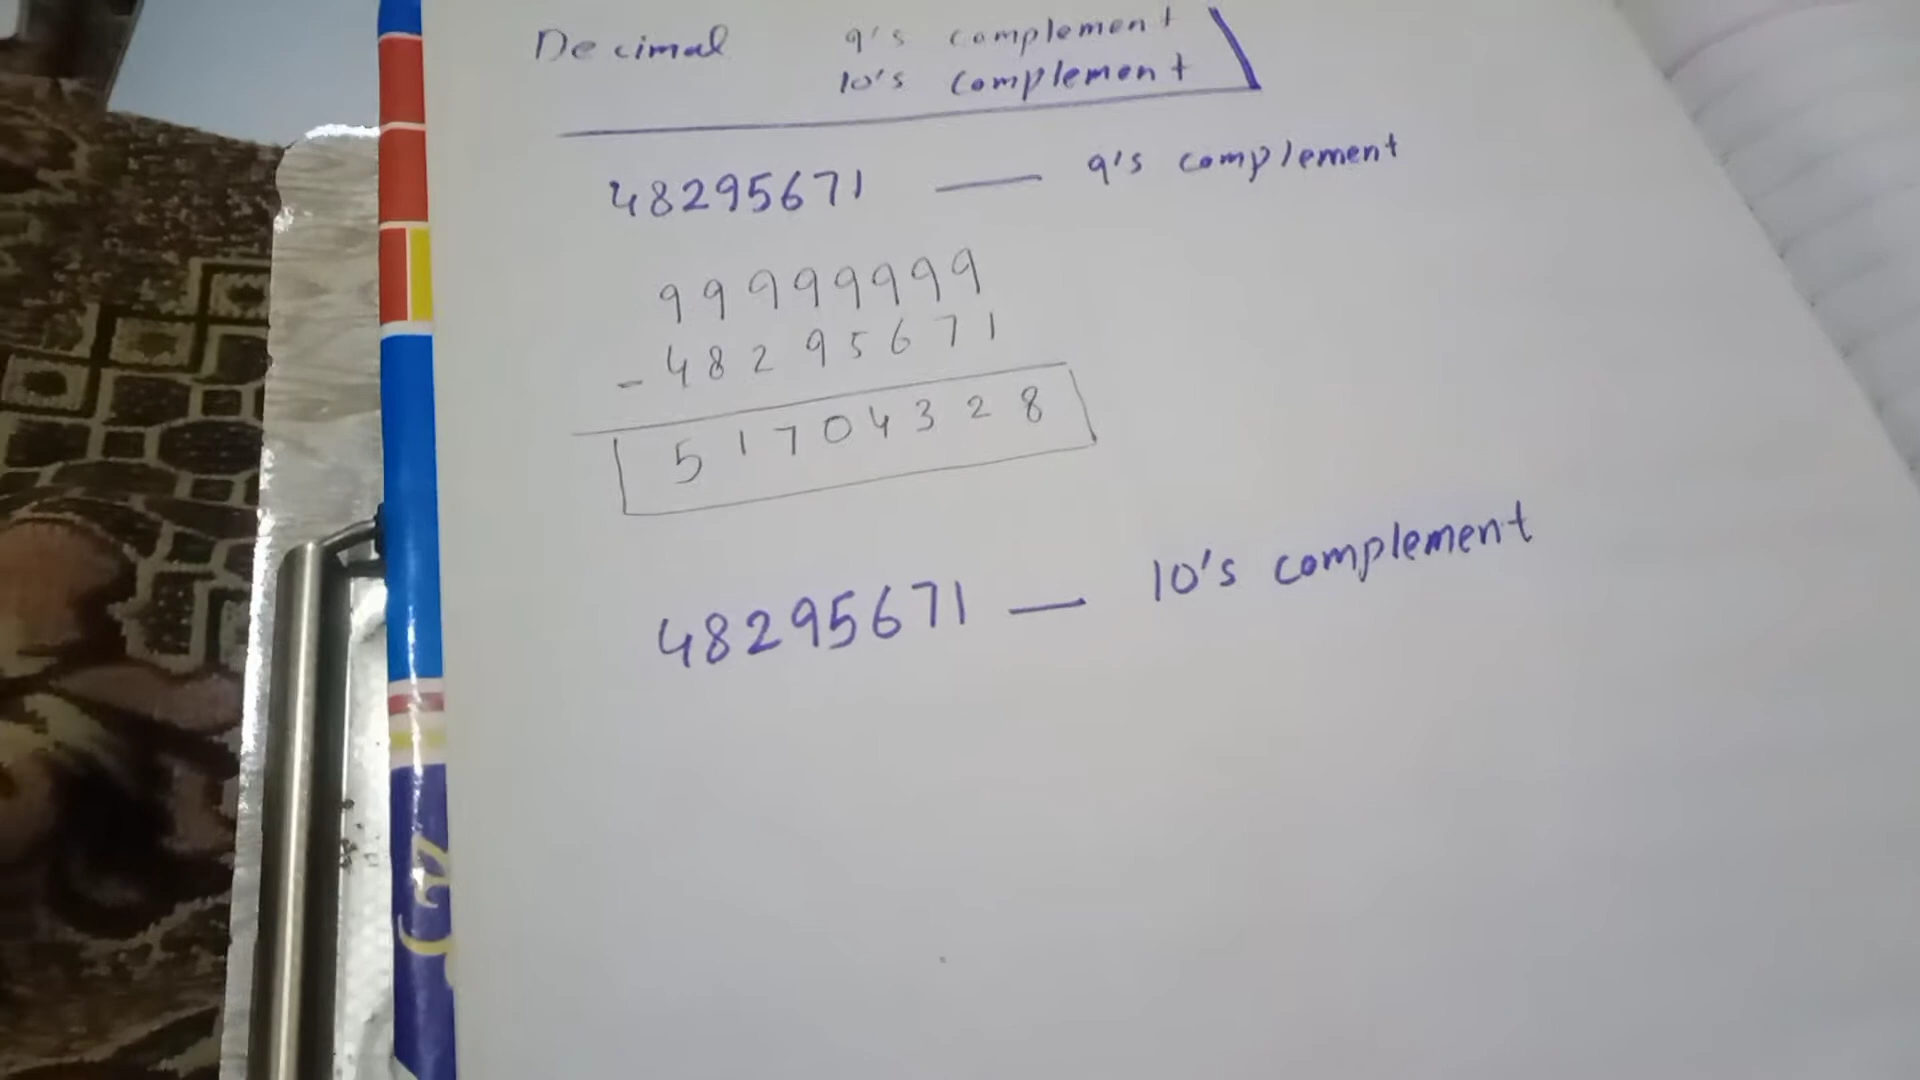 Decimal 9's complement
10's complement
48295671 — 9's complement
99999999
- 48295671
51704328
48295671 — 10's complement